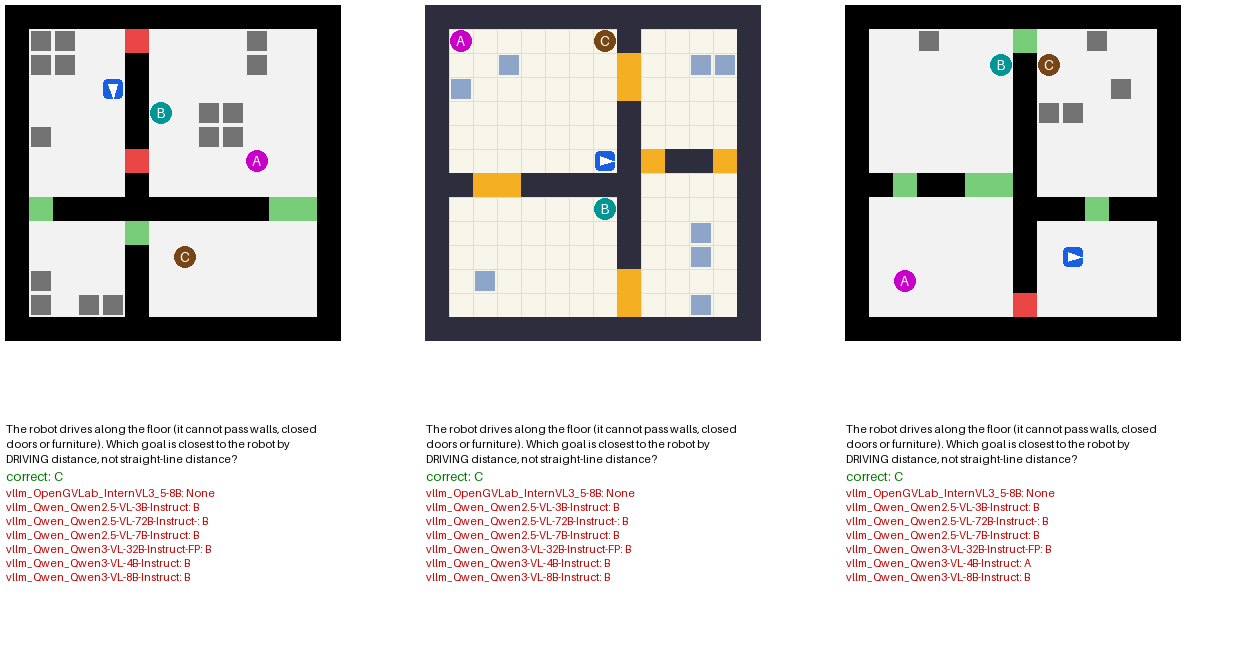 B
A
C
A
C
B
B
C
A
The robot drives along the floor (it cannot pass walls, closed
doors or furniture). Which goal is closest to the robot by
DRIVING distance, not straight-line distance?
correct: C
vllm_OpenGVLab_InternVL3_5-8B: None
vllm_Qwen_Qwen2.5-VL-3B-Instruct: B
vllm_Qwen_Qwen2.5-VL-72B-Instruct-: B
vllm_Qwen_Qwen2.5-VL-7B-Instruct: B
vllm_Qwen_Qwen3-VL-32B-Instruct-FP: B
vllm_Qwen_Qwen3-VL-4B-Instruct: B
vllm_Qwen_Qwen3-VL-8B-Instruct: B
The robot drives along the floor (it cannot pass walls, closed
doors or furniture). Which goal is closest to the robot by
DRIVING distance, not straight-line distance?
correct: C
vllm_OpenGVLab_InternVL3_5-8B: None
vllm_Qwen_Qwen2.5-VL-3B-Instruct: B
vllm_Qwen_Qwen2.5-VL-72B-Instruct-: B
vllm_Qwen_Qwen2.5-VL-7B-Instruct: B
vllm_Qwen_Qwen3-VL-32B-Instruct-FP: B
vllm_Qwen_Qwen3-VL-4B-Instruct: B
vllm_Qwen_Qwen3-VL-8B-Instruct: B
The robot drives along the floor (it cannot pass walls, closed
doors or furniture). Which goal is closest to the robot by
DRIVING distance, not straight-line distance?
correct: C
vllm_OpenGVLab_InternVL3_5-8B: None
vllm_Qwen_Qwen2.5-VL-3B-Instruct: B
vllm_Qwen_Qwen2.5-VL-72B-Instruct-: B
vllm_Qwen_Qwen2.5-VL-7B-Instruct: B
vllm_Qwen_Qwen3-VL-32B-Instruct-FP: B
vllm_Qwen_Qwen3-VL-4B-Instruct: A
vllm_Qwen_Qwen3-VL-8B-Instruct: B